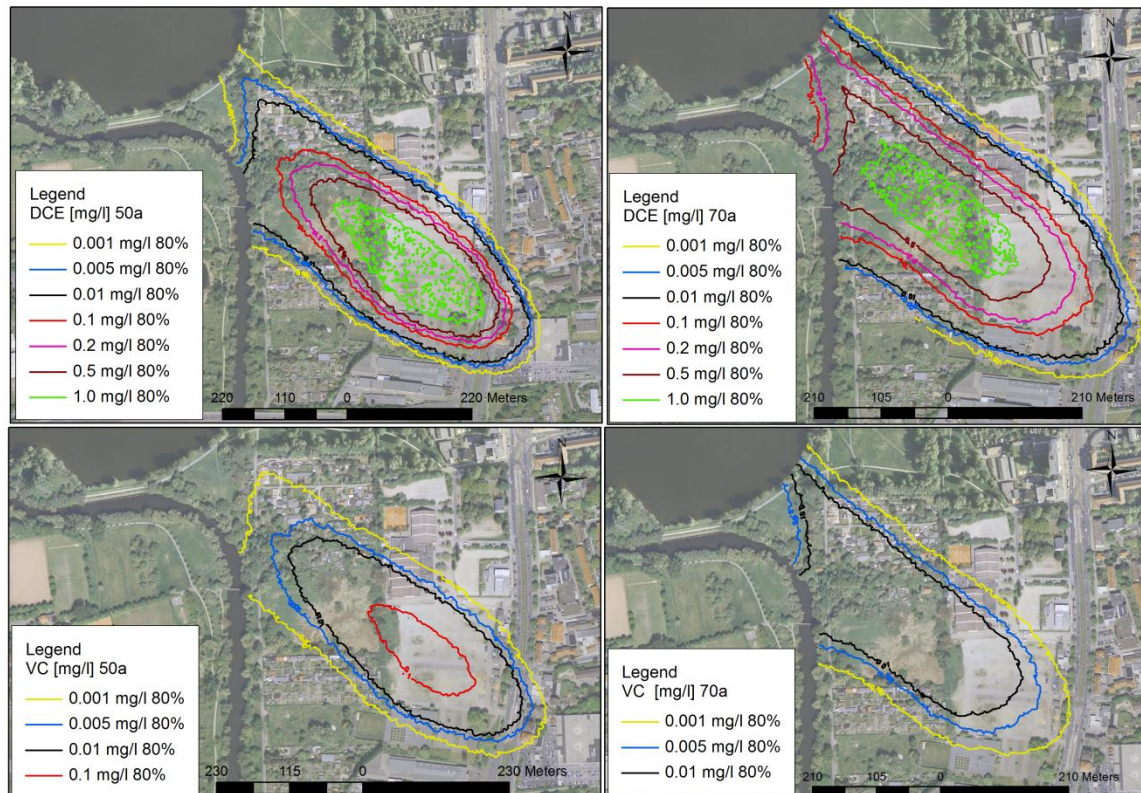 N
Legend
DCE [mg/l] 50a
0.001 mg/l 80%
0.005 mg/l 80%
0.01 mg/l 80%
0.1 mg/l 80%
0.2 mg/l 80%
0.5 mg/l 80%
1.0 mg/l 80%
220 110 0 220 Meters
N
Legend
DCE [mg/l] 70a
0.001 mg/l 80%
0.005 mg/l 80%
0.01 mg/l 80%
0.1 mg/l 80%
0.2 mg/l 80%
0.5 mg/l 80%
1.0 mg/l 80%
210 105 0 210 Meters
N
Legend
VC [mg/l] 50a
0.001 mg/l 80%
0.005 mg/l 80%
0.01 mg/l 80%
0.1 mg/l 80%
230 115 0 230 Meters
N
Legend
VC [mg/l] 70a
0.001 mg/l 80%
0.005 mg/l 80%
0.01 mg/l 80%
210 105 0 210 Meters